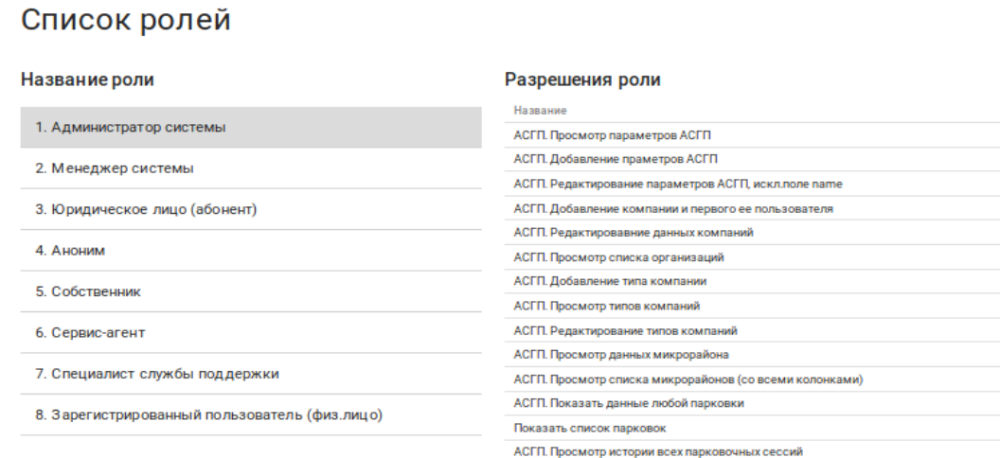 Список ролей
Название роли
1. Администратор системы
2. Менеджер системы
3. Юридическое лицо (абонент)
4. Аноним
5. Собственник
6. Сервис-агент
7. Специалист службы поддержки
8. Зарегистрированный пользователь (физ.лицо)
Разрешения роли
Название
АСГП. Просмотр параметров АСГП
АСГП. Добавление праметров АСГП
АСГП. Редактирование параметров АСГП, искл.поле name
АСГП. Добавление компании и первого ее пользователя
АСГП. Редактировавние данных компаний
АСГП. Просмотр списка организаций
АСГП. Добавление типа компании
АСГП. Просмотр типов компаний
АСГП. Редактирование типов компаний
АСГП. Просмотр данных микрорайона
АСГП. Просмотр списка микрорайонов (со всеми колонками)
АСГП. Показать данные любой парковки
Показать список парковок
АСГП. Просмотр истории всех парковочных сессий